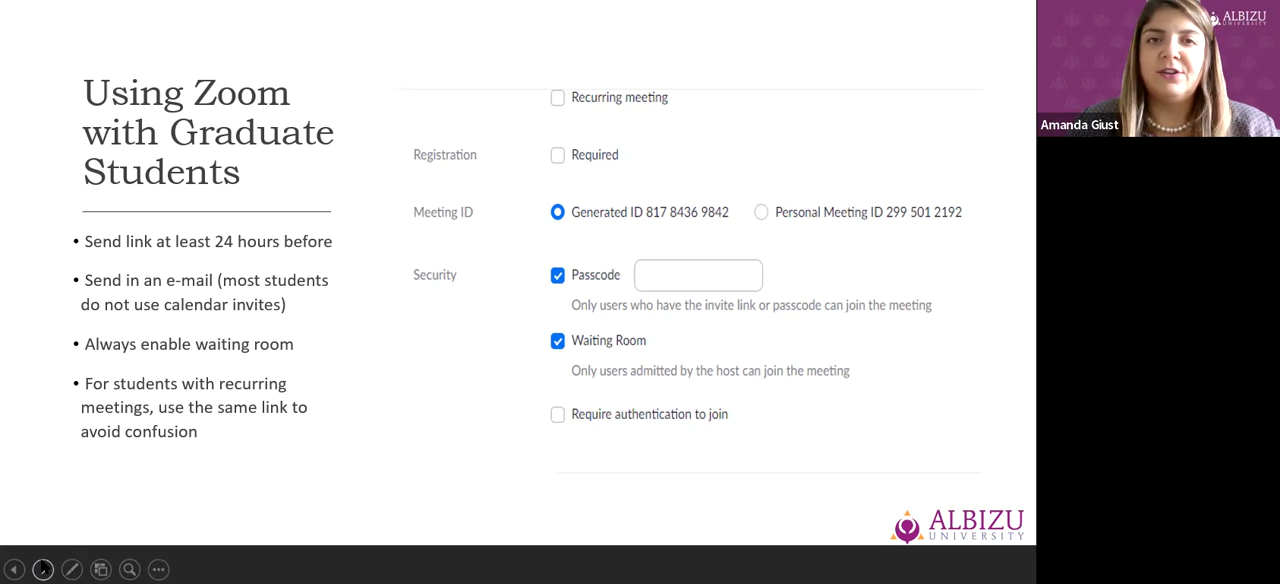 Using Zoom
with Graduate
Students
• Send link at least 24 hours before
• Send in an e-mail (most students
do not use calendar invites)
• Always enable waiting room
• For students with recurring
meetings, use the same link to
avoid confusion
Recurring meeting
Registration
Required
Meeting ID
Generated ID 817 8436 9842
Personal Meeting ID 299 501 2192
Security
Passcode
Only users who have the invite link or passcode can join the meeting
Waiting Room
Only users admitted by the host can join the meeting
Require authentication to join
ALBIZU
UNIVERSITY
ALBIZU
UNIVERSITY
Amanda Giust